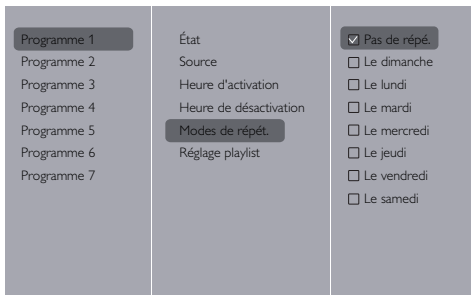 Programme 1
Programme 2
Programme 3
Programme 4
Programme 5
Programme 6
Programme 7
État
Source
Heure d'activation
Heure de désactivation
Modes de répét.
Réglage playlist
Pas de répé.
Le dimanche
Le lundi
Le mardi
Le mercredi
Le jeudi
Le vendredi
Le samedi